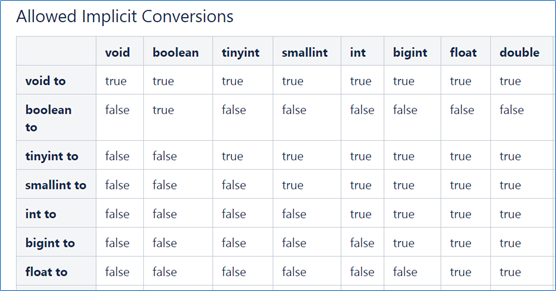 Allowed Implicit Conversions
void boolean tinyint smallint int bigint float double
void to true true true true true true true true
boolean to false true false false false false false false
tinyint to false false true true true true true true
smallint to false false false true true true true true
int to false false false false true true true true
bigint to false false false false false true true true
float to false false false false false false true true